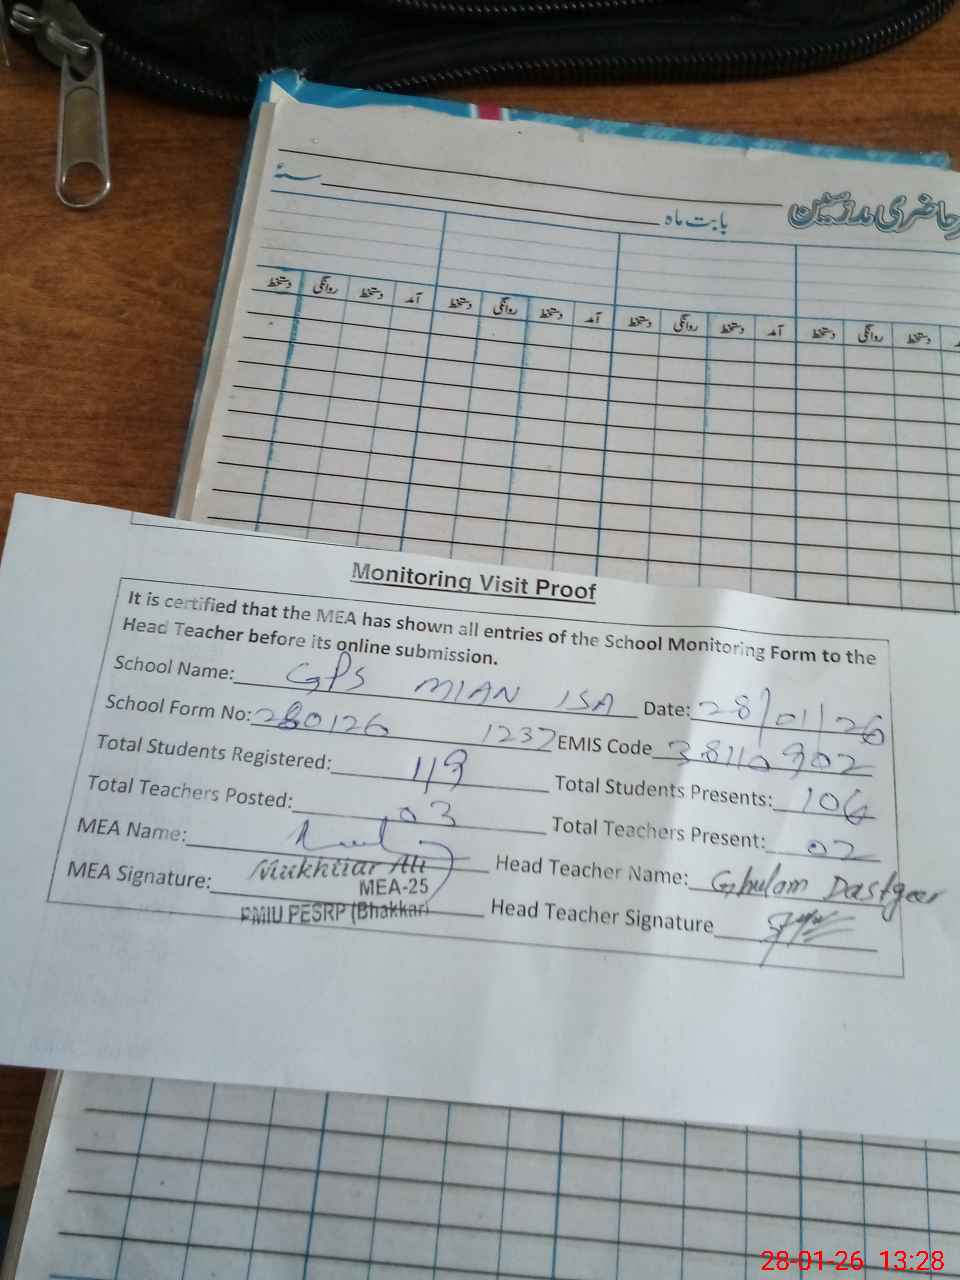 حاضری مدرسین
بابت ماہ سنہ
دستخط روانگی دستخط آمد دستخط روانگی دستخط آمد دستخط روانگی دستخط آمد دستخط روانگی دستخط
Monitoring Visit Proof
It is certified that the MEA has shown all entries of the School Monitoring Form to the
Head Teacher before its online submission.
School Name: GPS MIAN ISA Date: 28/01/26
School Form No: 280126 1237 EMIS Code 38110902
Total Students Registered: 119 Total Students Presents: 106
Total Teachers Posted: 03 Total Teachers Present: 02
MEA Name: Head Teacher Name: Ghulam Dastgeer
MEA Signature: Mukhtiar Ali
MEA-25
PMIU PESRP (Bhakkar) Head Teacher Signature
28-01-26 13:28